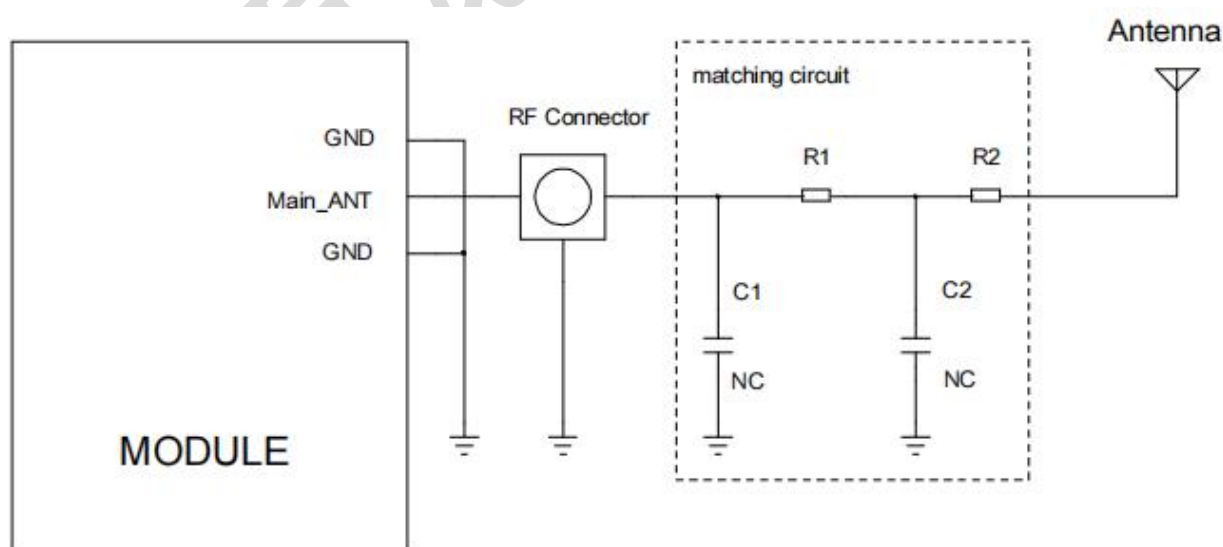 Antenna
matching circuit
RF Connector
GND
R1
R2
Main_ANT
GND
C1
C2
NC
NC
MODULE